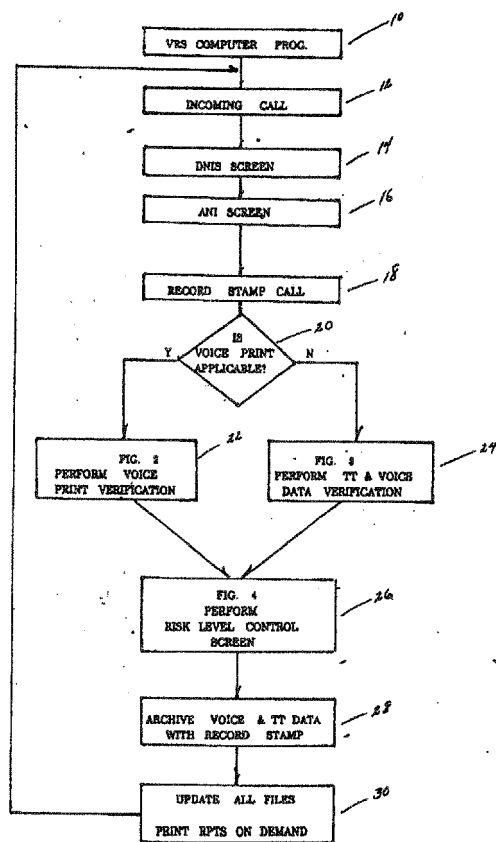 VRS COMPUTER PROG.
10
INCOMING CALL
12
DNIS SCREEN
14
ANI SCREEN
16
RECORD STAMP CALL
18
IS
VOICE PRINT
APPLICABLE?
20
Y
N
FIG. 2
PERFORM VOICE
PRINT VERIFICATION
22
FIG. 3
PERFORM TT & VOICE
DATA VERIFICATION
24
FIG. 4
PERFORM
RISK LEVEL CONTROL
SCREEN
26
ARCHIVE VOICE & TT DATA
WITH RECORD STAMP
28
UPDATE ALL FILES
PRINT RPTS ON DEMAND
30